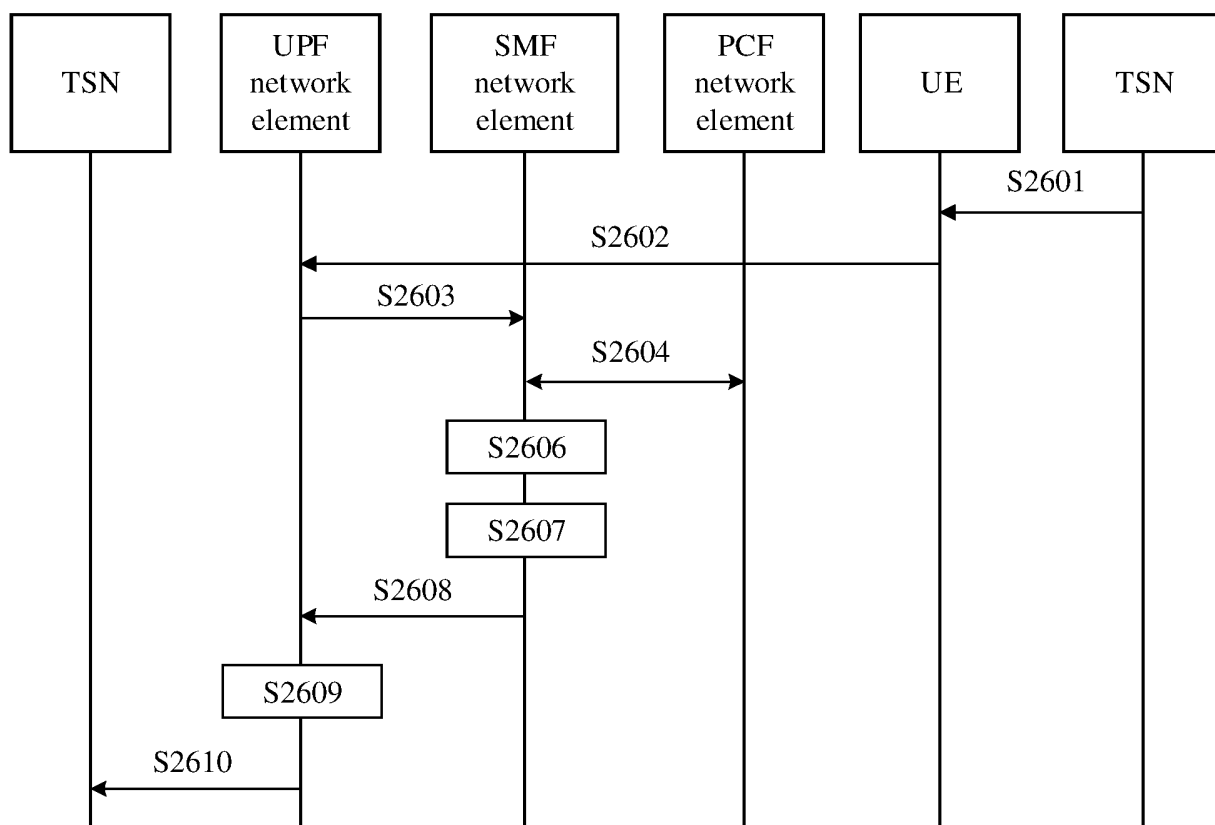 TSN
UPF
network
element
SMF
network
element
PCF
network
element
UE
TSN
S2601
S2602
S2603
S2604
S2606
S2607
S2608
S2609
S2610